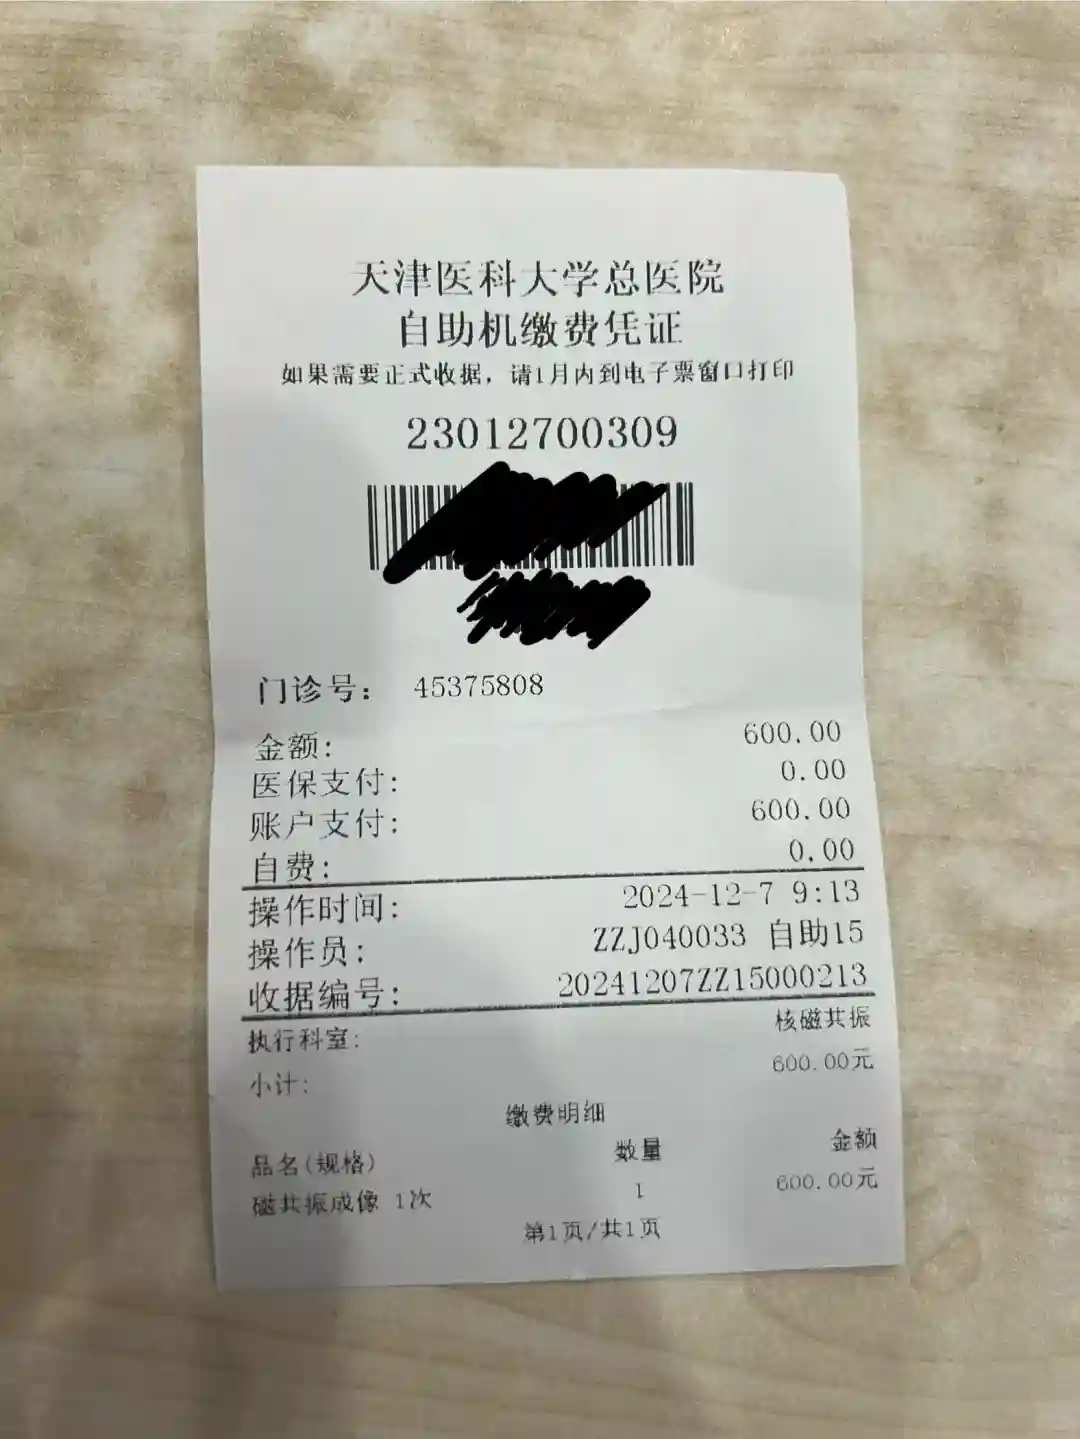 天津医科大学总医院
自助机缴费凭证
如果需要正式收据，请1月内到电子票窗口打印
23012700309
门诊号： 45375808
金额: 600.00
医保支付: 0.00
账户支付: 600.00
自费: 0.00
操作时间: 2024-12-7 9:13
操作员: ZZJ040033 自助15
收据编号: 20241207ZZ15000213
执行科室: 核磁共振
小计: 600.00元
缴费明细
品名(规格) 数量 金额
磁共振成像 1次 1 600.00元
第1页/共1页